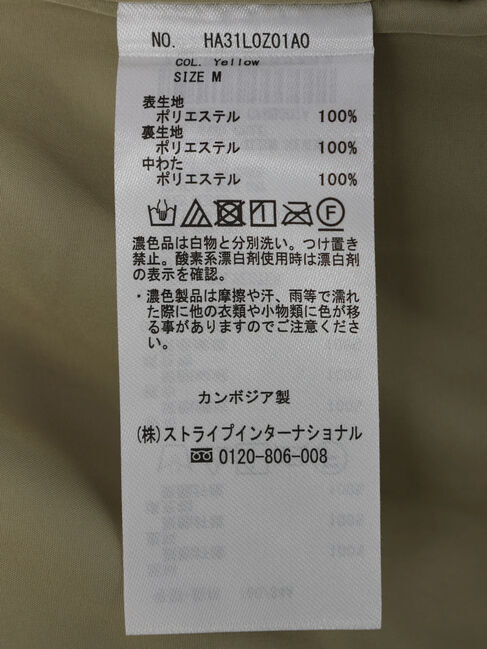 NO. HA31L0Z01A0
COL. Yellow
SIZE M
表生地
ポリエステル 100%
裏生地
ポリエステル 100%
中わた
ポリエステル 100%
濃色品は白物と分別洗い。つけ置き
禁止。酸素系漂白剤使用時は漂白剤
の表示を確認。
・濃色製品は摩擦や汗、雨等で濡れ
た際に他の衣類や小物類に色が移
る事がありますのでご注意くださ
い。
カンボジア製
(株)ストライプインターナショナル
0120-806-008